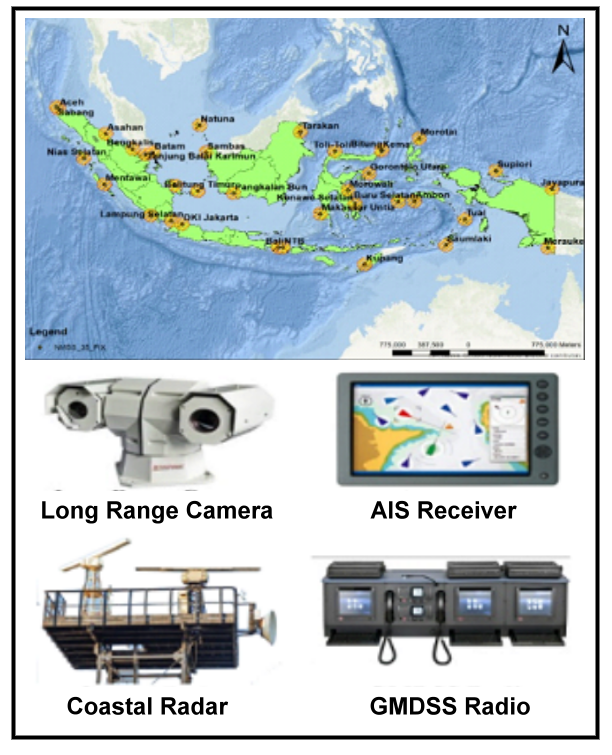 N
Aceh
Sabang
Natuna
Asahan
Tarakan
Morotai
Bengkalis
Batam
Sambas
Toli-Toli
Bitung
Kema
Tanjung Balai Karimun
Nias Selatan
Gorontalo Utara
Supiori
Mentawai
Belitung Timur
Pangkalan Bun
Morowali
Jayapura
Konawe Selatan
Buru Selatan
Ambon
Makassar
Lampung Selatan
DKI Jakarta
Tual
Bali
NTB
Saumlaki
Merauke
Kupang
Legend
775,000 387,500 0 775,000 Meters
Long Range Camera
AIS Receiver
Coastal Radar
GMDSS Radio